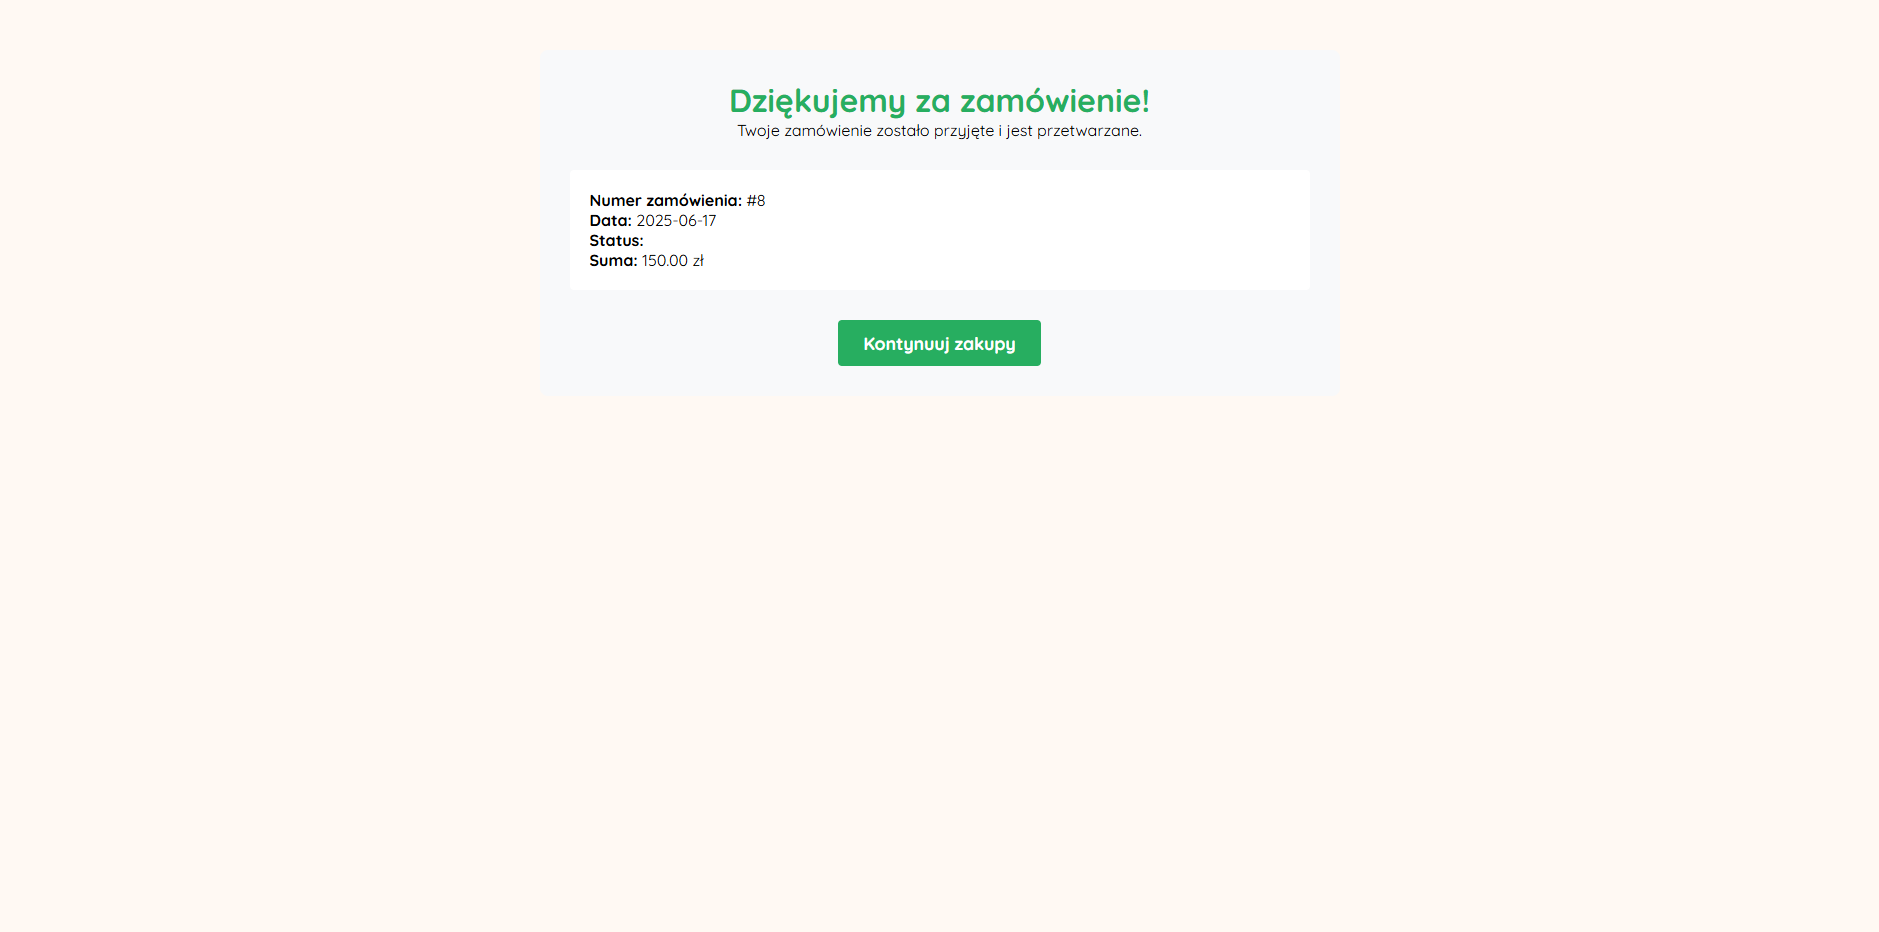 Dziękujemy za zamówienie!
Twoje zamówienie zostało przyjęte i jest przetwarzane.
Numer zamówienia: #8
Data: 2025-06-17
Status:
Suma: 150.00 zł
Kontynuuj zakupy